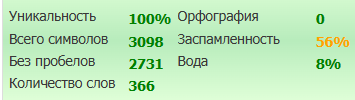 Уникальность 100% Орфография 0
Всего символов 3098 Заспамленность 56%
Без пробелов 2731 Вода 8%
Количество слов 366